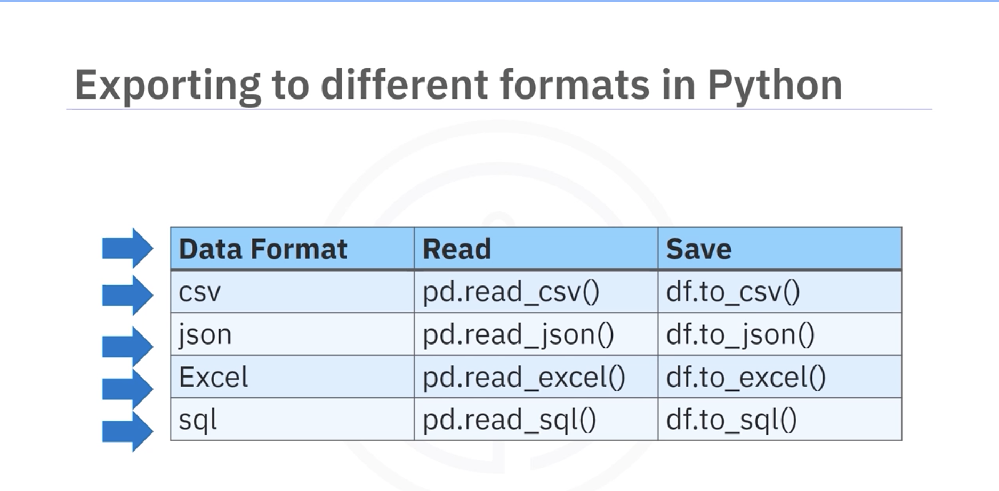 Exporting to different formats in Python
Data Format Read Save
csv pd.read_csv() df.to_csv()
json pd.read_json() df.to_json()
Excel pd.read_excel() df.to_excel()
sql pd.read_sql() df.to_sql()